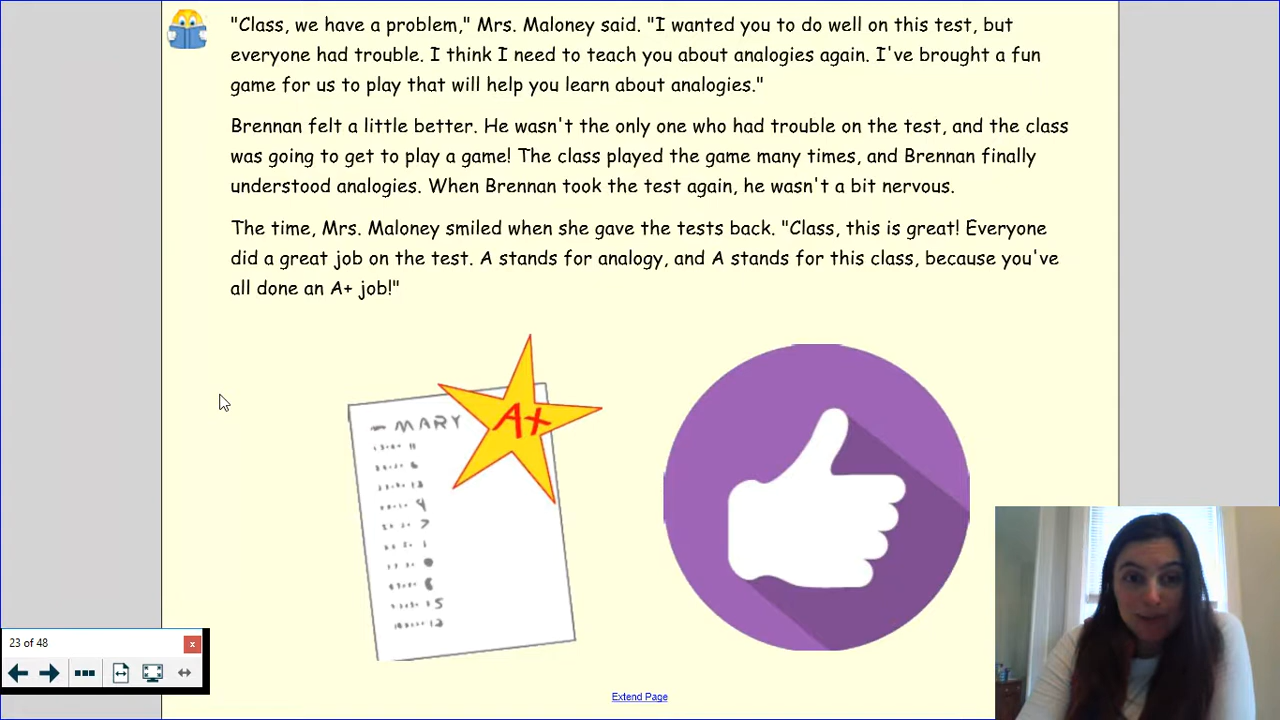 "Class, we have a problem," Mrs. Maloney said. "I wanted you to do well on this test, but
everyone had trouble. I think I need to teach you about analogies again. I've brought a fun
game for us to play that will help you learn about analogies."
Brennan felt a little better. He wasn't the only one who had trouble on the test, and the class
was going to get to play a game! The class played the game many times, and Brennan finally
understood analogies. When Brennan took the test again, he wasn't a bit nervous.
The time, Mrs. Maloney smiled when she gave the tests back. "Class, this is great! Everyone
did a great job on the test. A stands for analogy, and A stands for this class, because you've
all done an A+ job!"
A+
MARY
23 of 48
Extend Page